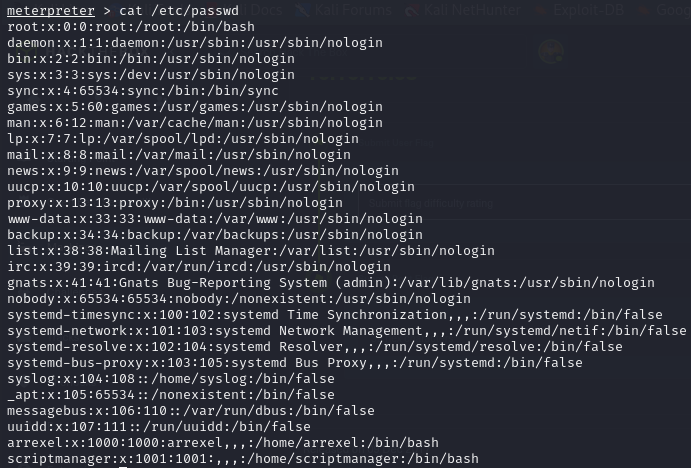 meterpreter > cat /etc/passwd
root:x:0:0:root:/root:/bin/bash
daemon:x:1:1:daemon:/usr/sbin:/usr/sbin/nologin
bin:x:2:2:bin:/bin:/usr/sbin/nologin
sys:x:3:3:sys:/dev:/usr/sbin/nologin
sync:x:4:65534:sync:/bin:/bin/sync
games:x:5:60:games:/usr/games:/usr/sbin/nologin
man:x:6:12:man:/var/cache/man:/usr/sbin/nologin
lp:x:7:7:lp:/var/spool/lpd:/usr/sbin/nologin
mail:x:8:8:mail:/var/mail:/usr/sbin/nologin
news:x:9:9:news:/var/spool/news:/usr/sbin/nologin
uucp:x:10:10:uucp:/var/spool/uucp:/usr/sbin/nologin
proxy:x:13:13:proxy:/bin:/usr/sbin/nologin
www-data:x:33:33:www-data:/var/www:/usr/sbin/nologin
backup:x:34:34:backup:/var/backups:/usr/sbin/nologin
list:x:38:38:Mailing List Manager:/var/list:/usr/sbin/nologin
irc:x:39:39:ircd:/var/run/ircd:/usr/sbin/nologin
gnats:x:41:41:Gnats Bug-Reporting System (admin):/var/lib/gnats:/usr/sbin/nologin
nobody:x:65534:65534:nobody:/nonexistent:/usr/sbin/nologin
systemd-timesync:x:100:102:systemd Time Synchronization,,,:/run/systemd:/bin/false
systemd-network:x:101:103:systemd Network Management,,,:/run/systemd/netif:/bin/false
systemd-resolve:x:102:104:systemd Resolver,,,:/run/systemd/resolve:/bin/false
systemd-bus-proxy:x:103:105:systemd Bus Proxy,,,:/run/systemd:/bin/false
syslog:x:104:108::/home/syslog:/bin/false
_apt:x:105:65534::/nonexistent:/bin/false
messagebus:x:106:110::/var/run/dbus:/bin/false
uuidd:x:107:111::/run/uuidd:/bin/false
arrexel:x:1000:1000:arrexel,,,:/home/arrexel:/bin/bash
scriptmanager:x:1001:1001:,,,:/home/scriptmanager:/bin/bash